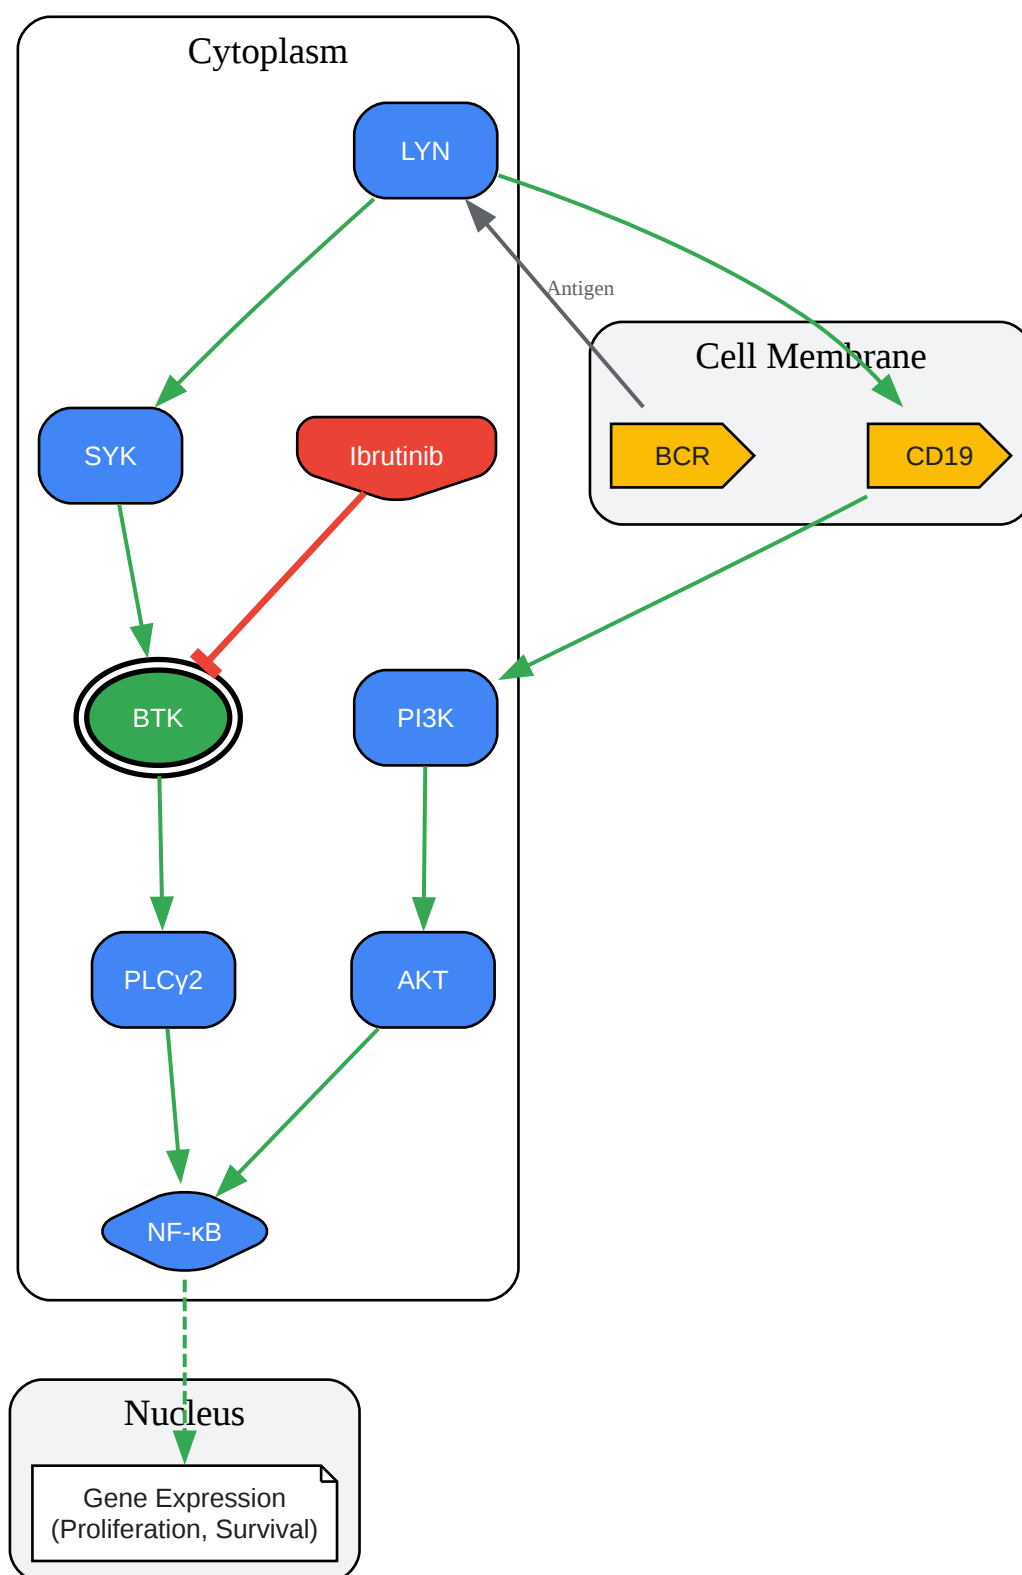 Cytoplasm
LYN
Antigen
Cell Membrane
SYK
Ibrutinib
BCR
CD19
BTK
PI3K
PLCγ2
AKT
NF-κB
Nucleus
Gene Expression
(Proliferation, Survival)